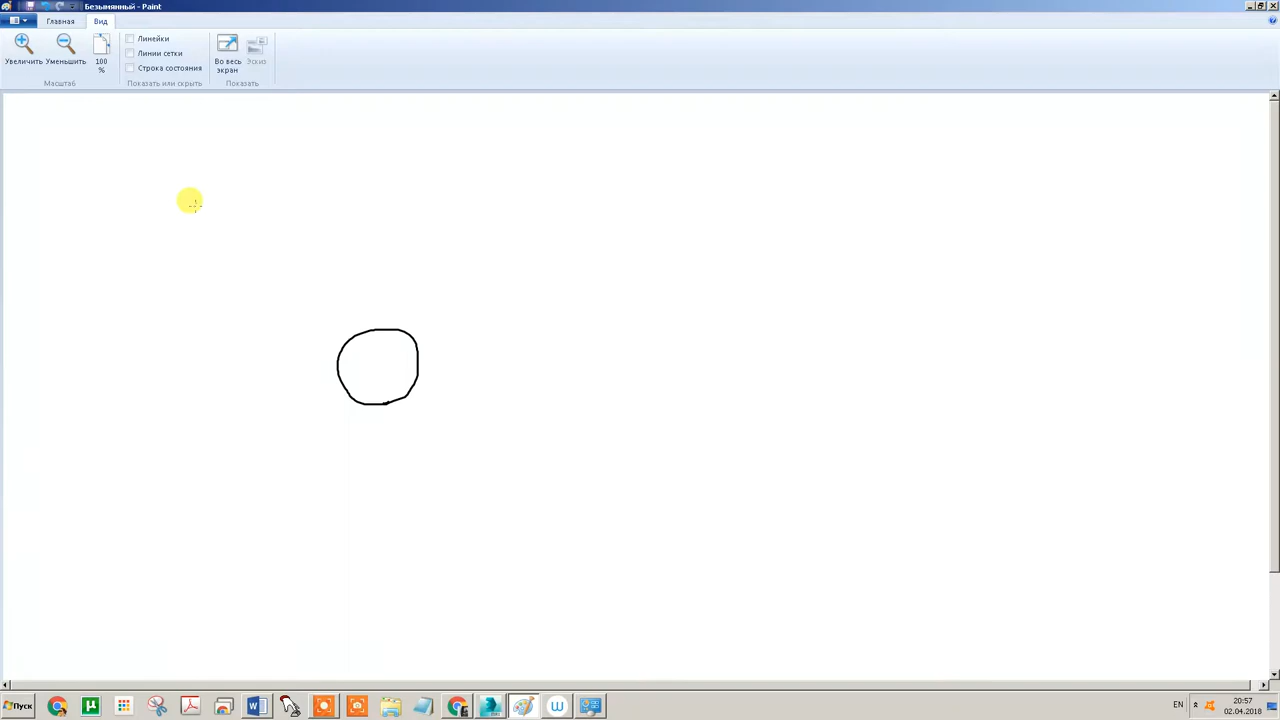 Безымянный - Paint
Главная
Вид
Увеличить
Уменьшить
100
%
Линейки
Линии сетки
Строка состояния
Во весь
экран
Эскиз
Масштаб
Показать или скрыть
Показать
Пуск
EN
20:57
02.04.2018